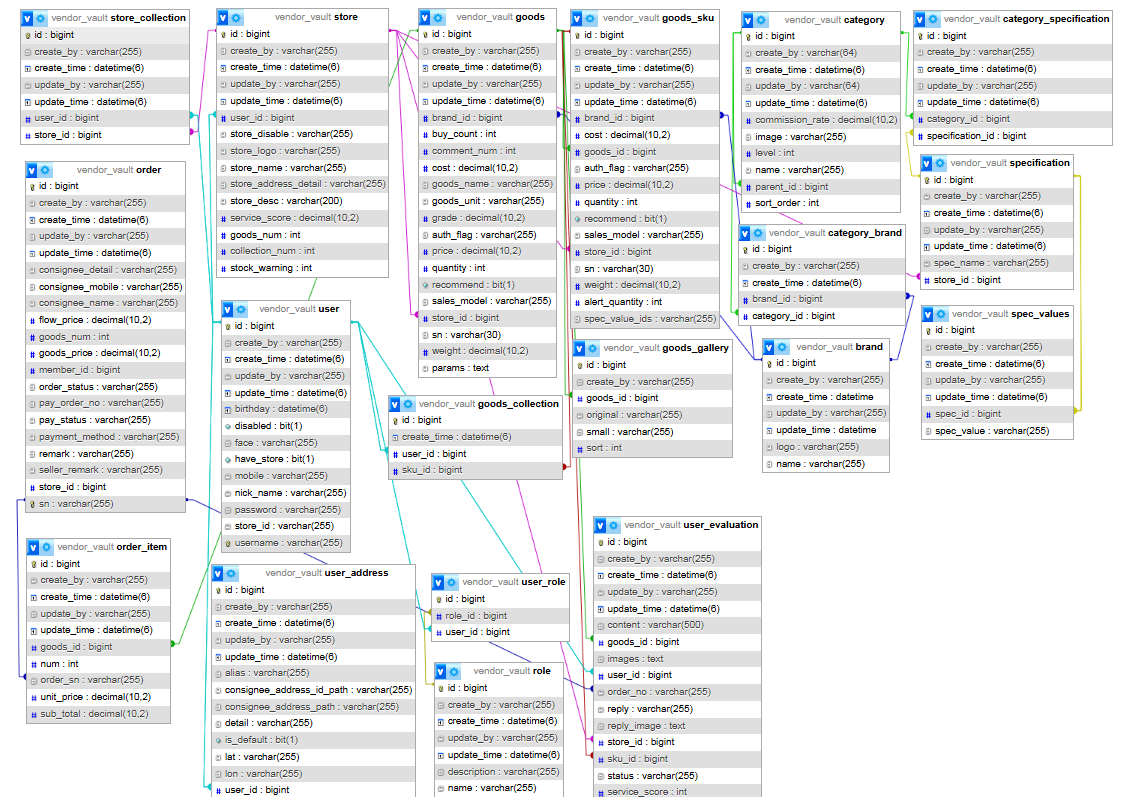 vendor_vault store_collection
id : bigint
create_by : varchar(255)
create_time : datetime(6)
update_by : varchar(255)
update_time : datetime(6)
user_id : bigint
store_id : bigint
vendor_vault store
id : bigint
create_by : varchar(255)
create_time : datetime(6)
update_by : varchar(255)
update_time : datetime(6)
user_id : bigint
store_disable : varchar(255)
store_logo : varchar(255)
store_name : varchar(255)
store_address_detail : varchar(255)
store_desc : varchar(200)
service_score : decimal(10,2)
goods_num : int
collection_num : int
stock_warning : int
vendor_vault goods
id : bigint
create_by : varchar(255)
create_time : datetime(6)
update_by : varchar(255)
update_time : datetime(6)
brand_id : bigint
buy_count : int
comment_num : int
cost : decimal(10,2)
goods_name : varchar(255)
goods_unit : varchar(255)
grade : decimal(10,2)
auth_flag : varchar(255)
price : decimal(10,2)
quantity : int
recommend : bit(1)
sales_model : varchar(255)
store_id : bigint
sn : varchar(30)
weight : decimal(10,2)
params : text
vendor_vault goods_sku
id : bigint
create_by : varchar(255)
create_time : datetime(6)
update_by : varchar(255)
update_time : datetime(6)
brand_id : bigint
cost : decimal(10,2)
goods_id : bigint
auth_flag : varchar(255)
price : decimal(10,2)
quantity : int
recommend : bit(1)
sales_model : varchar(255)
store_id : bigint
sn : varchar(30)
weight : decimal(10,2)
alert_quantity : int
spec_value_ids : varchar(255)
vendor_vault category
id : bigint
create_by : varchar(64)
create_time : datetime(6)
update_by : varchar(64)
update_time : datetime(6)
commission_rate : decimal(10,2)
image : varchar(255)
level : int
name : varchar(255)
parent_id : bigint
sort_order : int
vendor_vault category_specification
id : bigint
create_by : varchar(255)
create_time : datetime(6)
update_by : varchar(255)
update_time : datetime(6)
category_id : bigint
specification_id : bigint
vendor_vault order
id : bigint
create_by : varchar(255)
create_time : datetime(6)
update_by : varchar(255)
update_time : datetime(6)
consignee_detail : varchar(255)
consignee_mobile : varchar(255)
consignee_name : varchar(255)
flow_price : decimal(10,2)
goods_num : int
goods_price : decimal(10,2)
member_id : bigint
order_status : varchar(255)
pay_order_no : varchar(255)
pay_status : varchar(255)
payment_method : varchar(255)
remark : varchar(255)
seller_remark : varchar(255)
store_id : bigint
sn : varchar(255)
vendor_vault specification
id : bigint
create_by : varchar(255)
create_time : datetime(6)
update_by : varchar(255)
update_time : datetime(6)
spec_name : varchar(255)
store_id : bigint
vendor_vault category_brand
id : bigint
create_by : varchar(255)
create_time : datetime(6)
brand_id : bigint
category_id : bigint
vendor_vault user
id : bigint
create_by : varchar(255)
create_time : datetime(6)
update_by : varchar(255)
update_time : datetime(6)
birthday : datetime(6)
disabled : bit(1)
face : varchar(255)
have_store : bit(1)
mobile : varchar(255)
nick_name : varchar(255)
password : varchar(255)
store_id : varchar(255)
username : varchar(255)
vendor_vault spec_values
id : bigint
create_by : varchar(255)
create_time : datetime(6)
update_by : varchar(255)
update_time : datetime(6)
spec_id : bigint
spec_value : varchar(255)
vendor_vault goods_gallery
id : bigint
create_by : varchar(255)
goods_id : bigint
original : varchar(255)
small : varchar(255)
sort : int
vendor_vault brand
id : bigint
create_by : varchar(255)
create_time : datetime
update_by : varchar(255)
update_time : datetime
logo : varchar(255)
name : varchar(255)
vendor_vault goods_collection
id : bigint
create_time : datetime(6)
user_id : bigint
sku_id : bigint
vendor_vault order_item
id : bigint
create_by : varchar(255)
create_time : datetime(6)
update_by : varchar(255)
update_time : datetime(6)
goods_id : bigint
num : int
order_sn : varchar(255)
unit_price : decimal(10,2)
sub_total : decimal(10,2)
vendor_vault user_address
id : bigint
create_by : varchar(255)
create_time : datetime(6)
update_by : varchar(255)
update_time : datetime(6)
alias : varchar(255)
consignee_address_id_path : varchar(255)
consignee_address_path : varchar(255)
detail : varchar(255)
is_default : bit(1)
lat : varchar(255)
lon : varchar(255)
user_id : bigint
vendor_vault user_role
id : bigint
role_id : bigint
user_id : bigint
vendor_vault role
id : bigint
create_by : varchar(255)
create_time : datetime(6)
update_by : varchar(255)
update_time : datetime(6)
description : varchar(255)
name : varchar(255)
vendor_vault user_evaluation
id : bigint
create_by : varchar(255)
create_time : datetime(6)
update_by : varchar(255)
update_time : datetime(6)
content : varchar(500)
goods_id : bigint
images : text
user_id : bigint
order_no : varchar(255)
reply : varchar(255)
reply_image : text
store_id : bigint
sku_id : bigint
status : varchar(255)
service_score : int